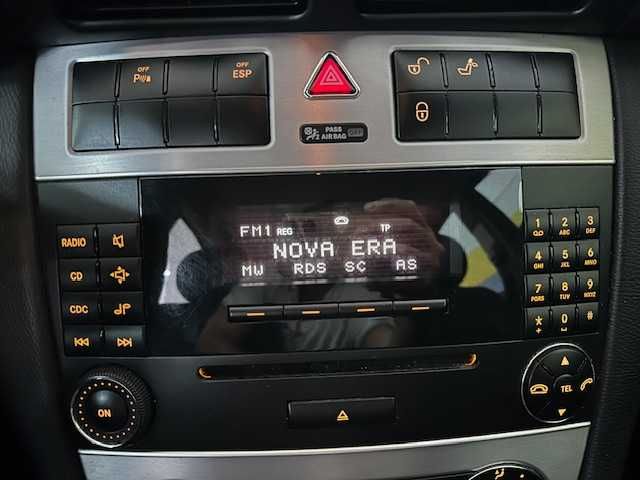 OFF
P
OFF
ESP
PASS
AIR BAG OFF
FM1 REG TP
NOVA ERA
MW RDS SC AS
RADIO
CD
CDC
ON
1 2 ABC 3 DEF
4 GHI 5 JKL 6 MNO
7 PQRS 8 TUV 9 WXYZ
* 0 #
+
TEL